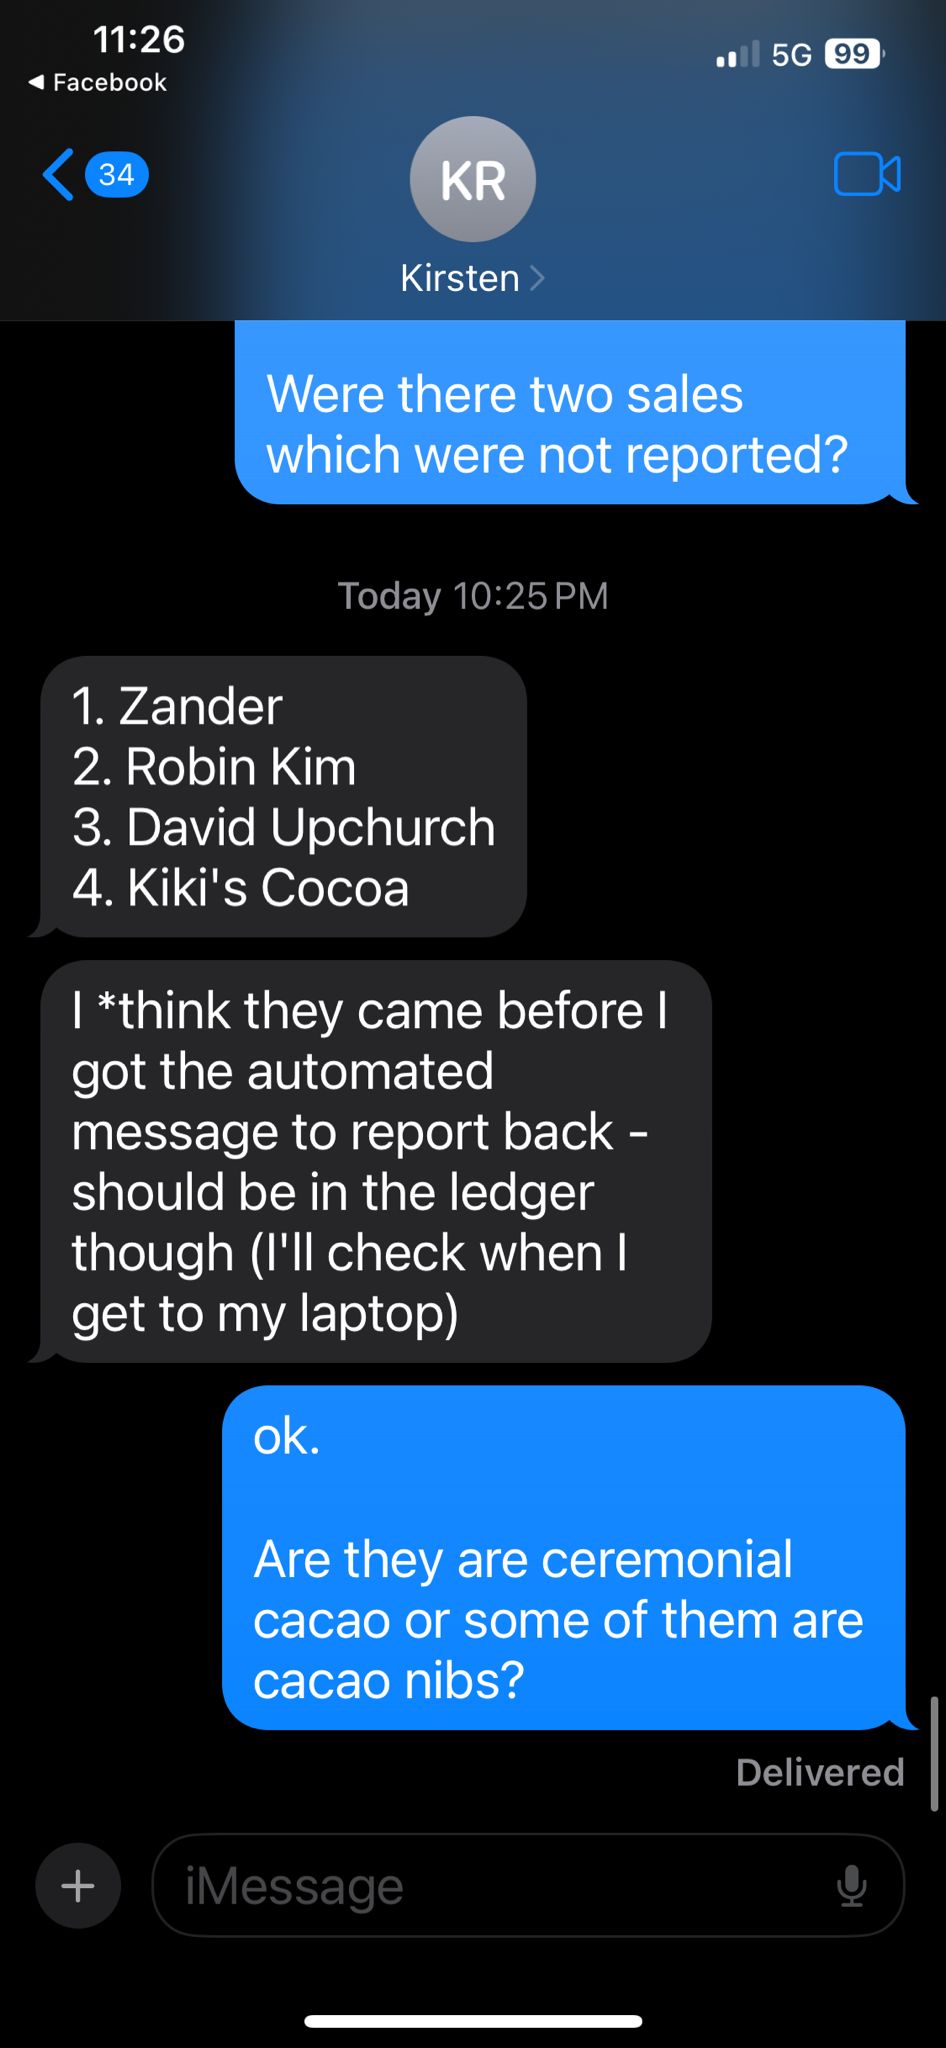 11:26
5G 99
Facebook
34
KR
Kirsten
Were there two sales
which were not reported?
Today 10:25 PM
1. Zander
2. Robin Kim
3. David Upchurch
4. Kiki's Cocoa
I *think they came before I
got the automated
message to report back -
should be in the ledger
though (I'll check when I
get to my laptop)
ok.
Are they are ceremonial
cacao or some of them are
cacao nibs?
Delivered
iMessage